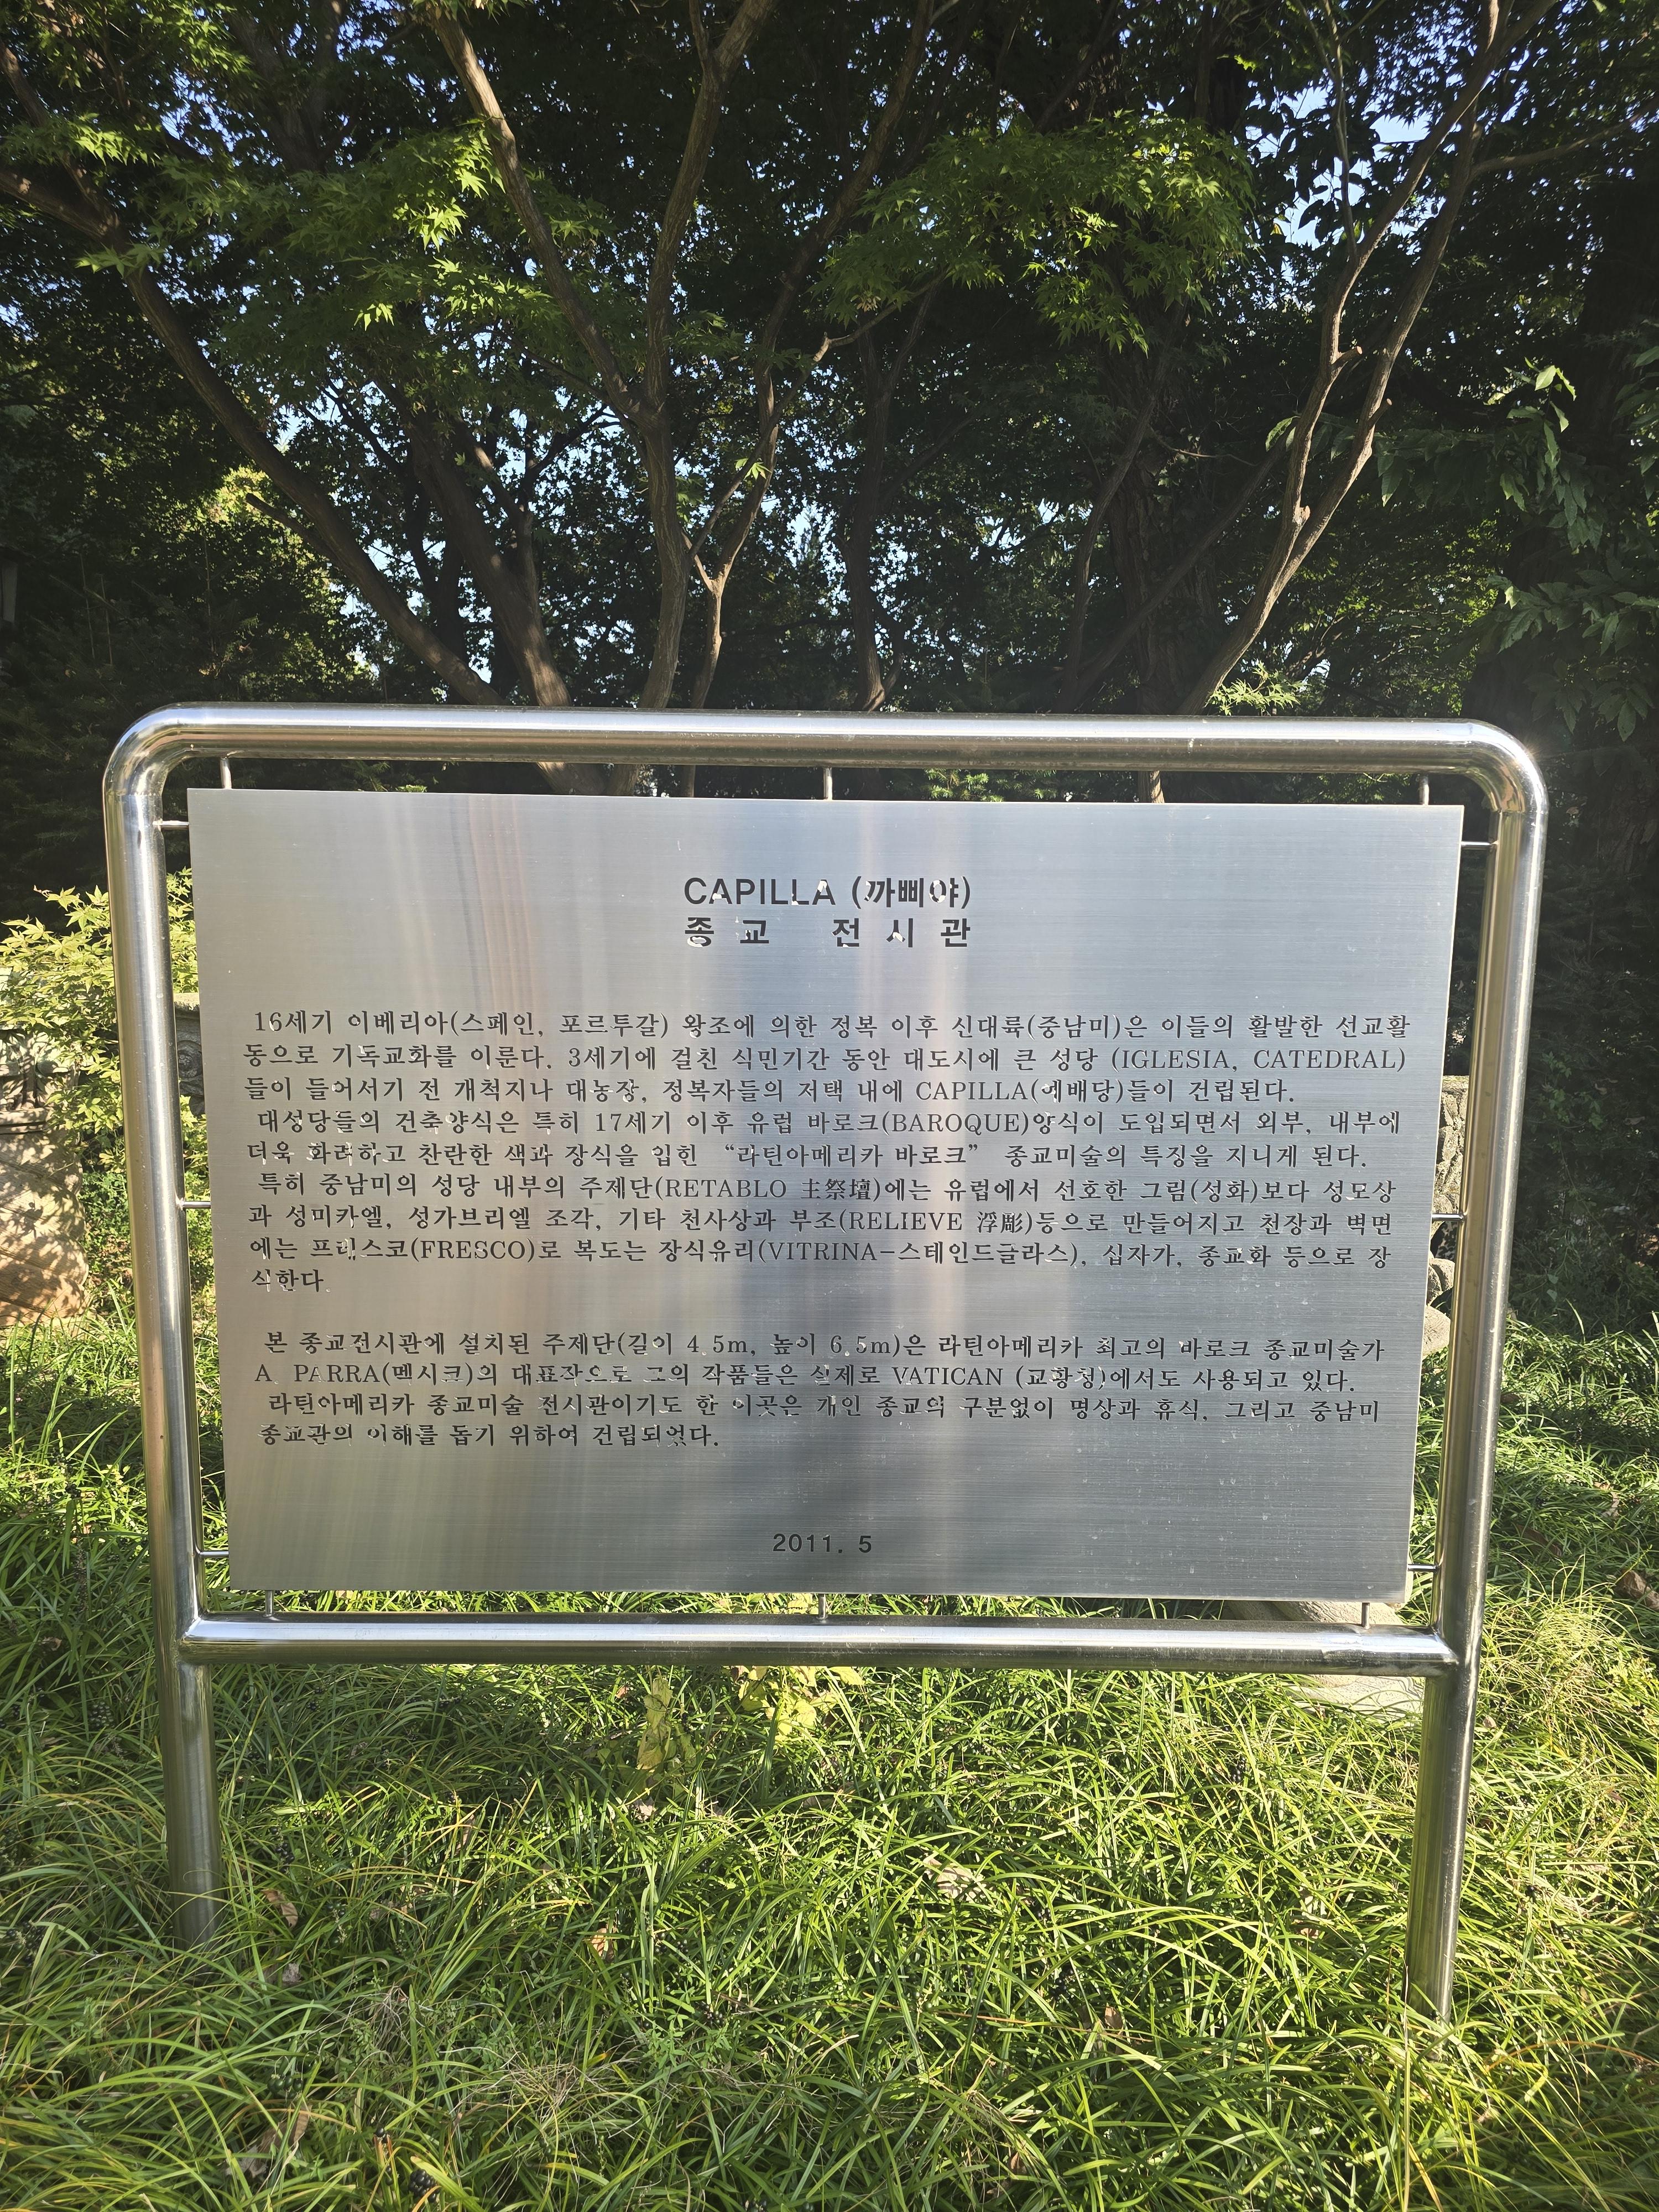 CAPILLA (까삐야)
종교 전시관
16세기 이베리아(스페인, 포르투갈) 왕조에 의한 정복 이후 신대륙(중남미)은 이들의 활발한 선교활
동으로 기독교화를 이룬다. 3세기에 걸친 식민기간 동안 대도시에 큰 성당 (IGLESIA, CATEDRAL)
들이 들어서기 전 개척지나 대농장, 정복자들의 저택 내에 CAPILLA(예배당)들이 건립된다.
대성당들의 건축양식은 특히 17세기 이후 유럽 바로크(BAROQUE)양식이 도입되면서 외부, 내부에
더욱 화려하고 찬란한 색과 장식을 입힌 “라틴아메리카 바로크” 종교미술의 특징을 지니게 된다.
특히 중남미의 성당 내부의 주제단(RETABLO 主祭壇)에는 유럽에서 선호한 그림(성화)보다 성모상
과 성미카엘, 성가브리엘 조각, 기타 천사상과 부조(RELIEVE 浮彫)등으로 만들어지고 천장과 벽면
에는 프레스코(FRESCO)로 복도는 장식유리(VITRINA-스테인드글라스), 십자가, 종교화 등으로 장
식한다.
본 종교전시관에 설치된 주제단(길이 4.5m, 높이 6.5m)은 라틴아메리카 최고의 바로크 종교미술가
A. PARRA(멕시코)의 대표작으로 그의 작품들은 실제로 VATICAN (교황청)에서도 사용되고 있다.
라틴아메리카 종교미술 전시관이기도 한 이곳은 개인 종교의 구분없이 명상과 휴식, 그리고 중남미
종교관의 이해를 돕기 위하여 건립되었다.
2011. 5